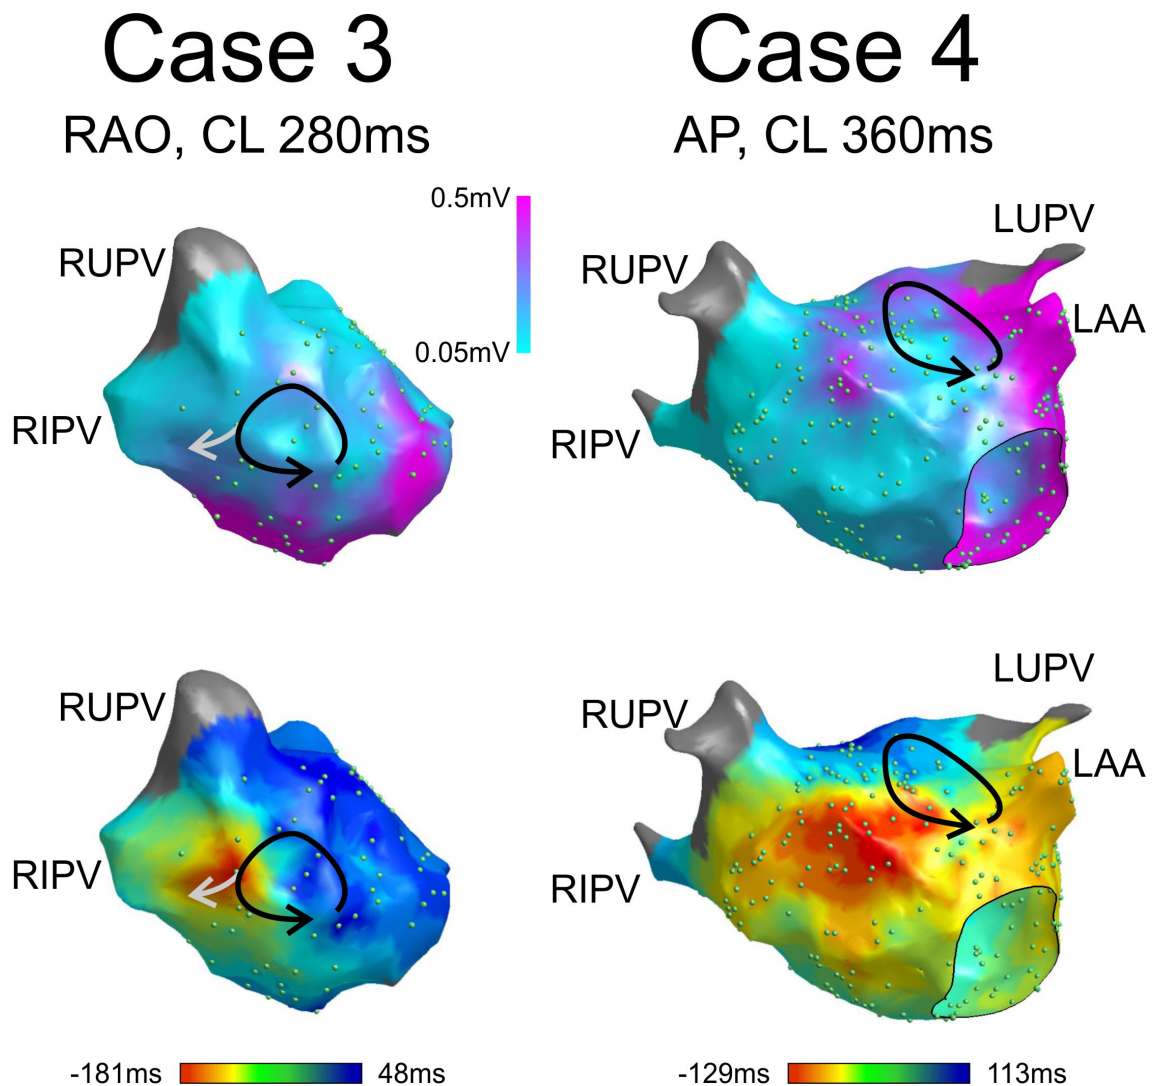 Case 3
RAO, CL 280ms
0.5mV
0.05mV
RUPV
RIPV
RUPV
RIPV
-181ms
48ms
Case 4
AP, CL 360ms
LUPV
RUPV
LAA
RIPV
LUPV
RUPV
LAA
RIPV
-129ms
113ms